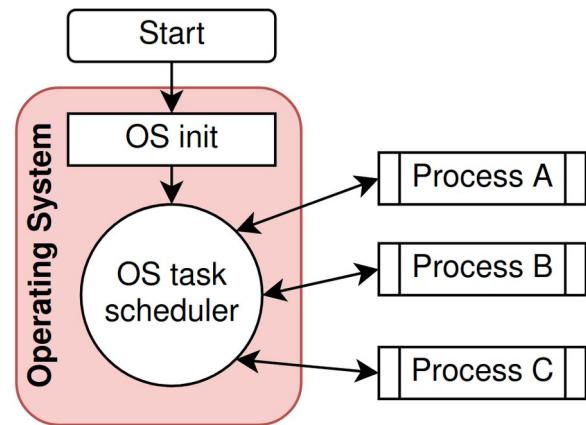 Start
Operating System
OS init
OS task
scheduler
Process A
Process B
Process C